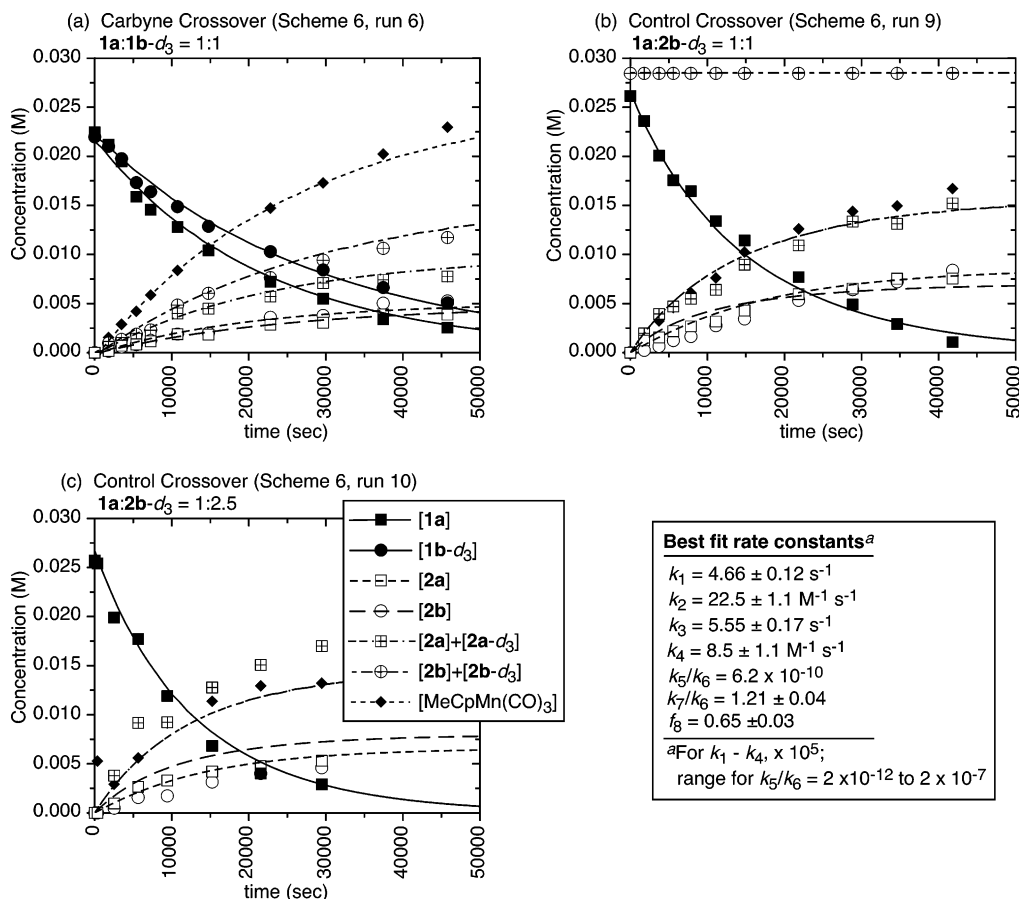 (a) Carbyne Crossover (Scheme 6, run 6)
1a:1b-d3 = 1:1
0.030
0.025
0.020
0.015
0.010
0.005
0.000
Concentration (M)
0
10000
20000
30000
40000
50000
time (sec)
(b) Control Crossover (Scheme 6, run 9)
1a:2b-d3 = 1:1
0.030
0.025
0.020
0.015
0.010
0.005
0.000
Concentration (M)
0
10000
20000
30000
40000
50000
time (sec)
(c) Control Crossover (Scheme 6, run 10)
1a:2b-d3 = 1:2.5
0.030
0.025
0.020
0.015
0.010
0.005
0.000
Concentration (M)
0
10000
20000
30000
40000
50000
time (sec)
[1a]
[1b-d3]
[2a]
[2b]
[2a]+[2a-d3]
[2b]+[2b-d3]
[MeCpMn(CO)3]
Best fit rate constantsᵃ
k1 = 4.66 ± 0.12 s⁻¹
k2 = 22.5 ± 1.1 M⁻¹ s⁻¹
k3 = 5.55 ± 0.17 s⁻¹
k4 = 8.5 ± 1.1 M⁻¹ s⁻¹
k5/k6 = 6.2 x 10⁻¹⁰
k7/k6 = 1.21 ± 0.04
f8 = 0.65 ±0.03
ᵃFor k1 - k4, x 10⁵;
range for k5/k6 = 2 x10⁻¹² to 2 x 10⁻⁷